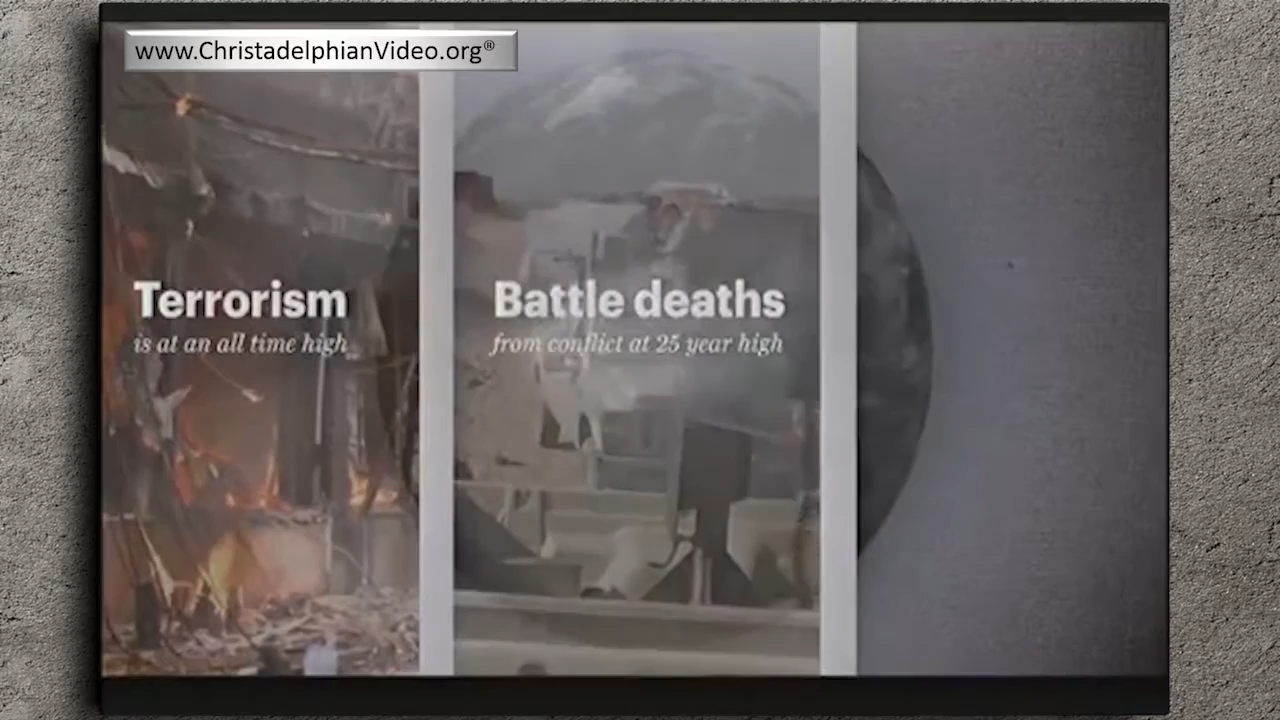 www.ChristadelphianVideo.org®
Terrorism
is at an all time high
Battle deaths
from conflict at 25 year high